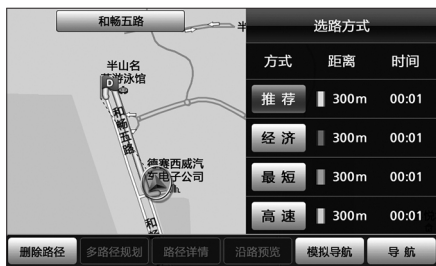 和畅五路
选路方式
方式 距离 时间
推荐 300m 00:01
经济 300m 00:01
最短 300m 00:01
高速 300m 00:01
半
半山名
游泳馆
D
和畅五路
德赛西威汽
车电子公司
和
删除路径 多路径规划 路径详情 沿路预览 模拟导航 导航